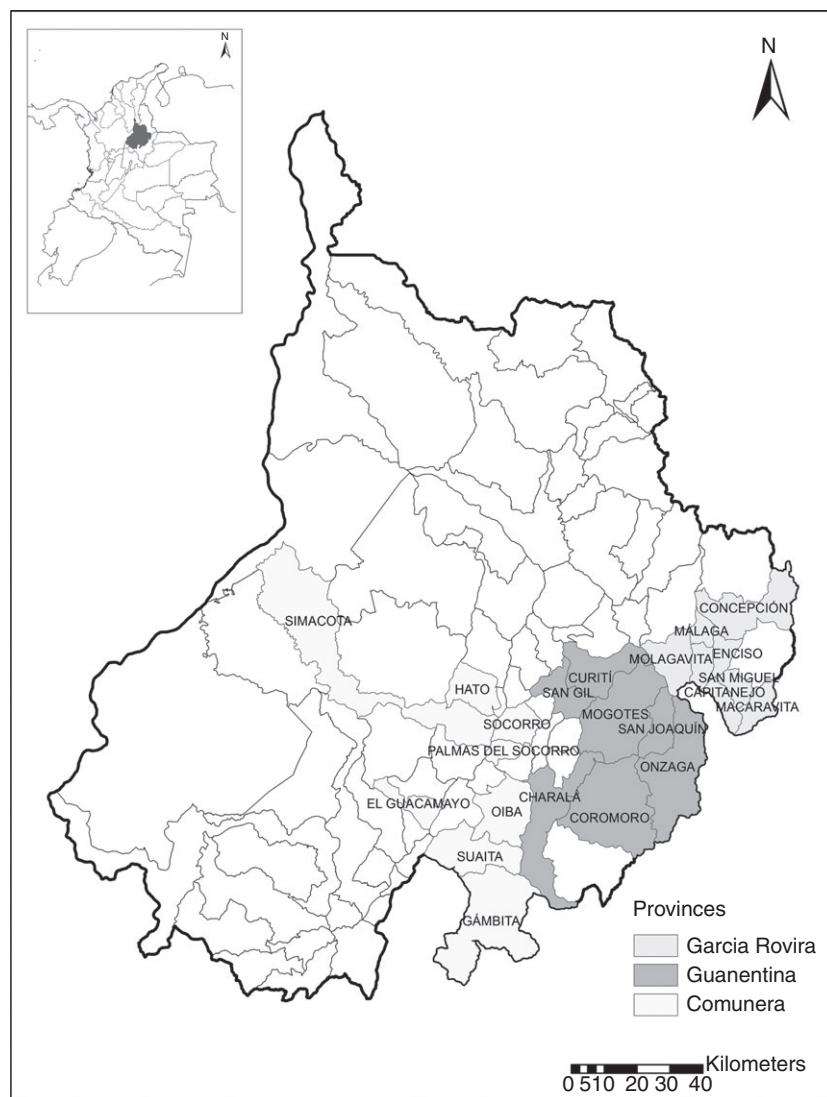 N
N
CONCEPCIÓN
SIMACOTA
MÁLAGA
ENCISO
MOLAGAVITA
CURITÍ
SAN MIGUEL
HATO
SAN GIL
CAPITANEJO
MACARAVITA
MOGOTES
SOCORRO
SAN JOAQUÍN
PALMAS DEL SOCORRO
ONZAGA
CHARALÁ
EL GUACAMAYO
OIBA
COROMORO
SUAITA
GÁMBITA
Provinces
Garcia Rovira
Guanentina
Comunera
Kilometers
0 510 20 30 40